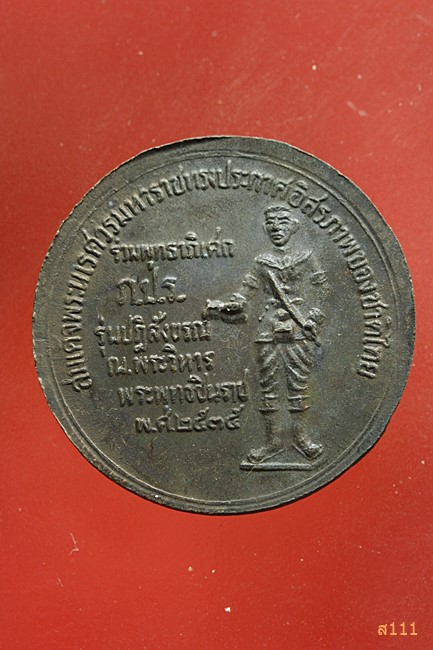 สมเด็จพระนเรศวรมหาราชทรงประกาศอิสรภาพของชาติไทย
ร่วมพุทธาภิเศก
ภ.ป.ร.
รุ่นปฏิสังขรณ์
ณ.พระวิหาร
พระพุทธชินราช
พ.ศ.๒๕๓๕
ส111